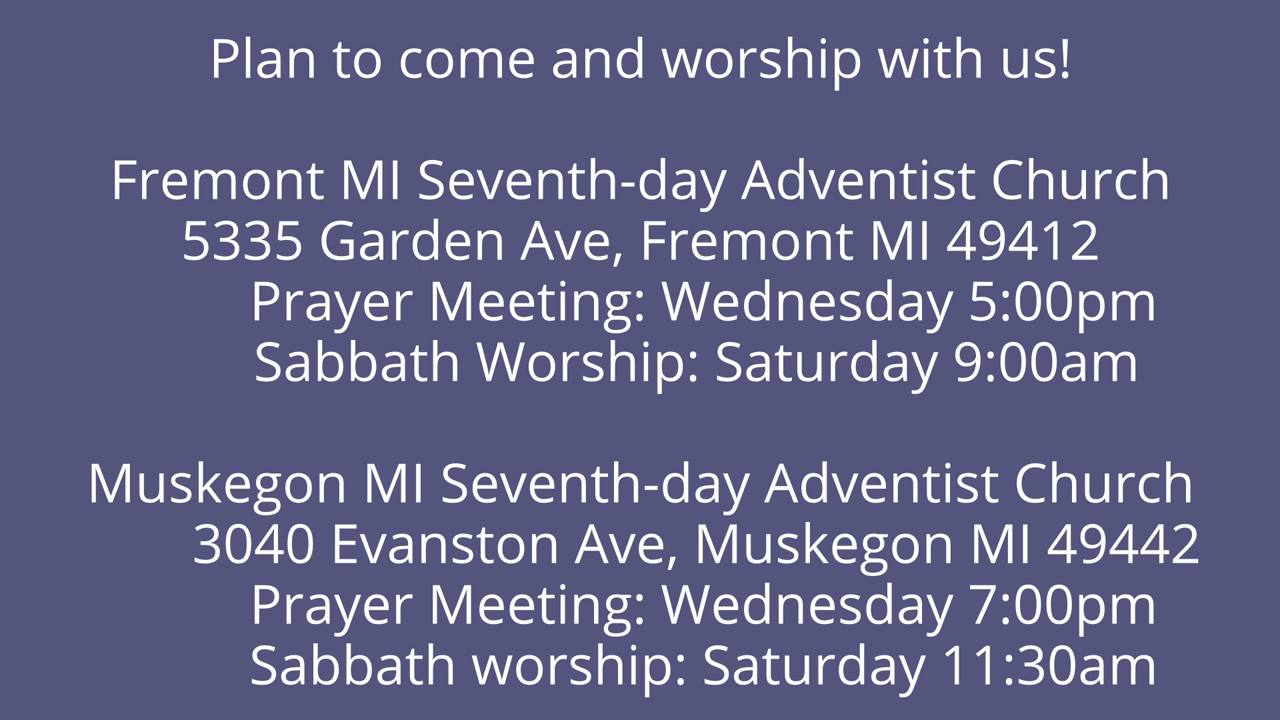 Plan to come and worship with us!
Fremont MI Seventh-day Adventist Church
5335 Garden Ave, Fremont MI 49412
Prayer Meeting: Wednesday 5:00pm
Sabbath Worship: Saturday 9:00am
Muskegon MI Seventh-day Adventist Church
3040 Evanston Ave, Muskegon MI 49442
Prayer Meeting: Wednesday 7:00pm
Sabbath worship: Saturday 11:30am